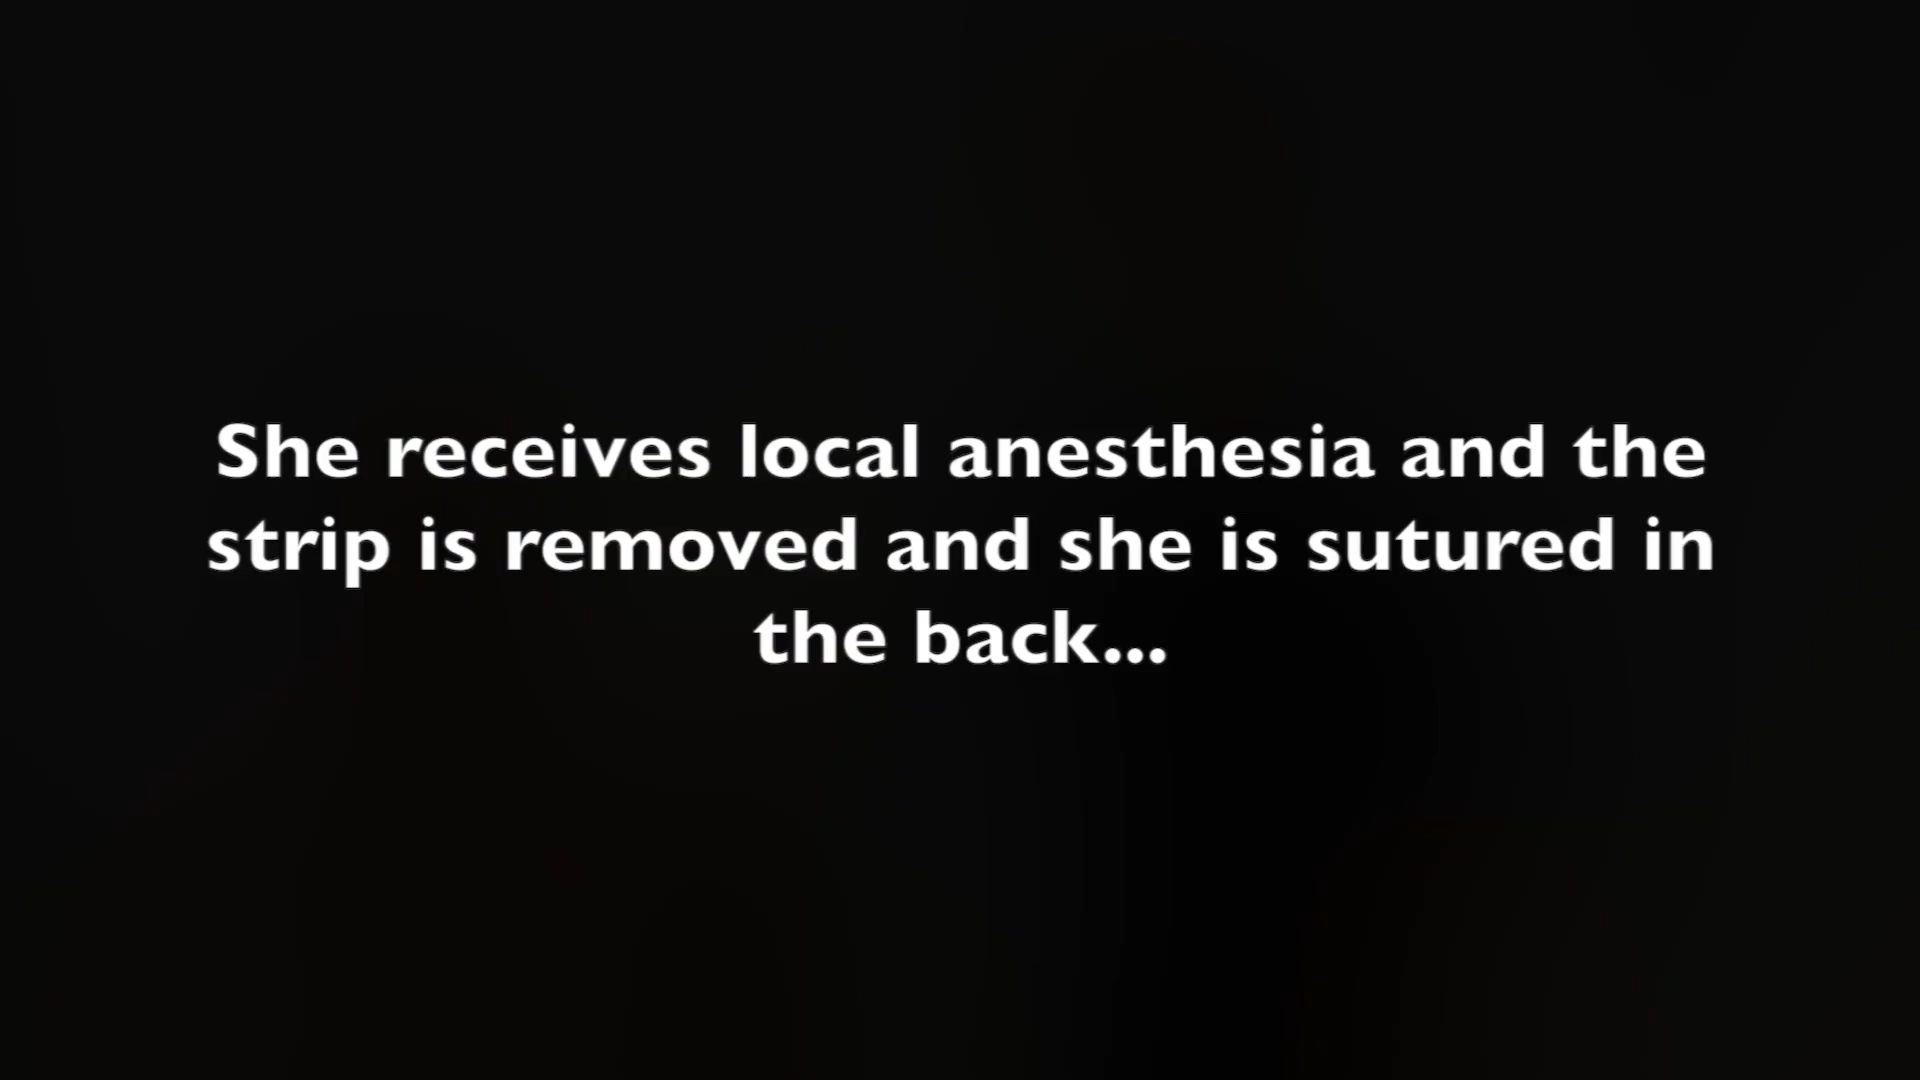 She receives local anesthesia and the
strip is removed and she is sutured in
the back...